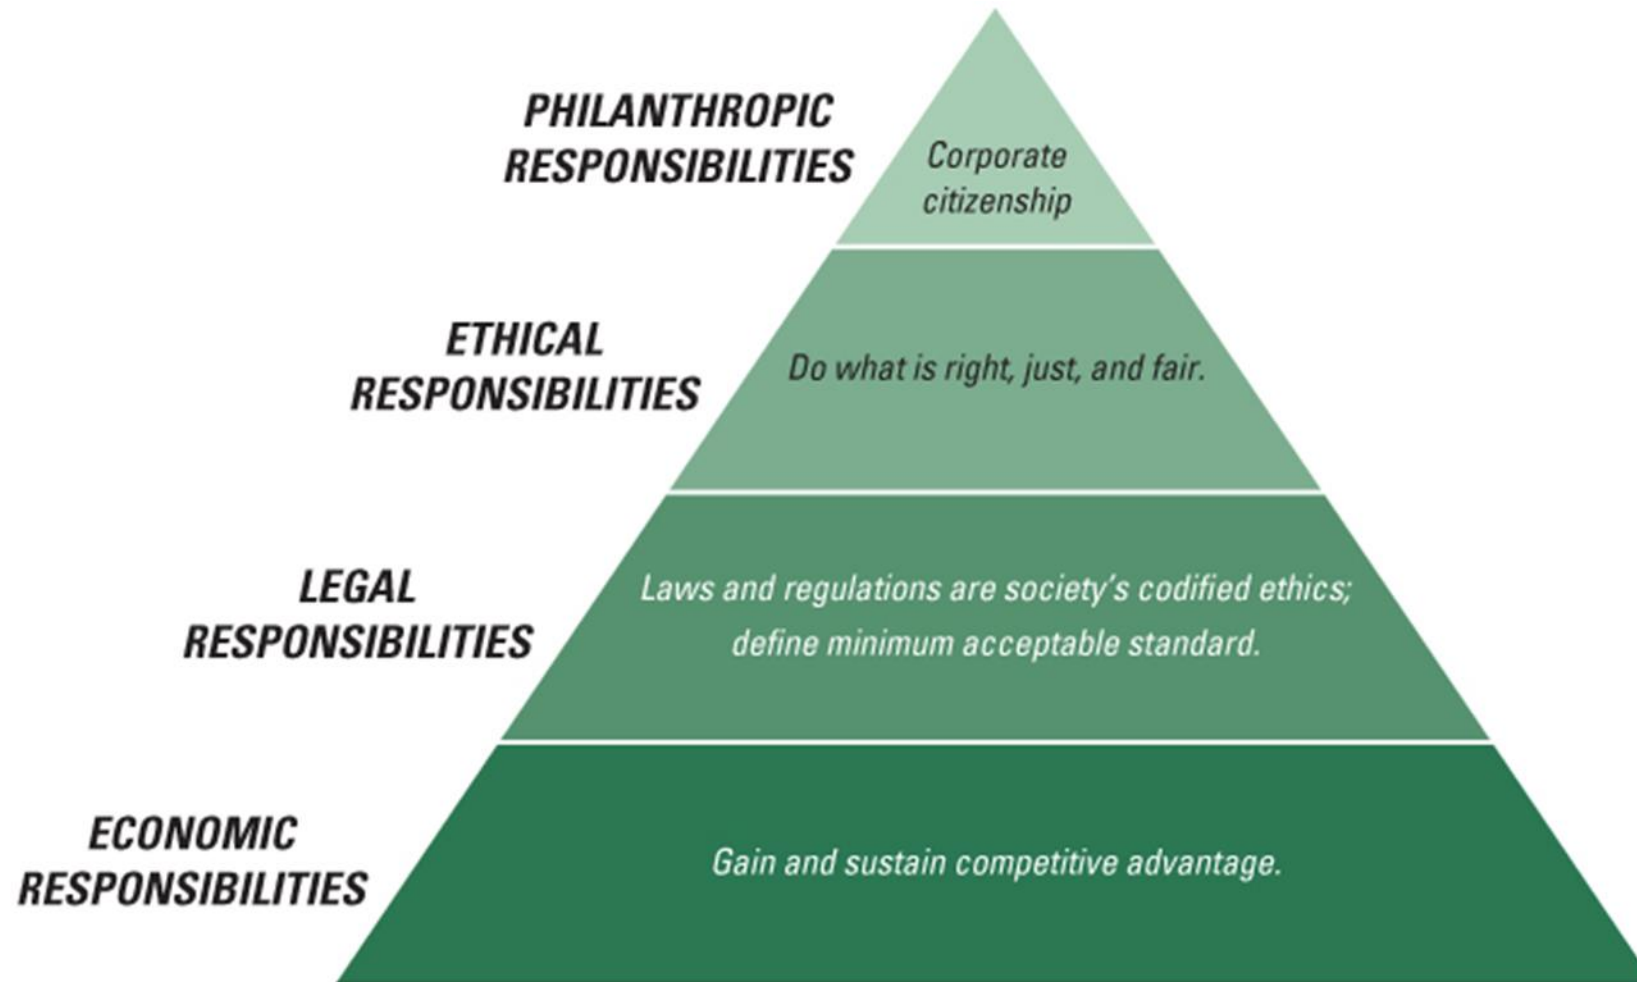 PHILANTHROPIC
RESPONSIBILITIES
Corporate
citizenship
ETHICAL
RESPONSIBILITIES
Do what is right, just, and fair.
LEGAL
RESPONSIBILITIES
Laws and regulations are society's codified ethics;
define minimum acceptable standard.
ECONOMIC
RESPONSIBILITIES
Gain and sustain competitive advantage.